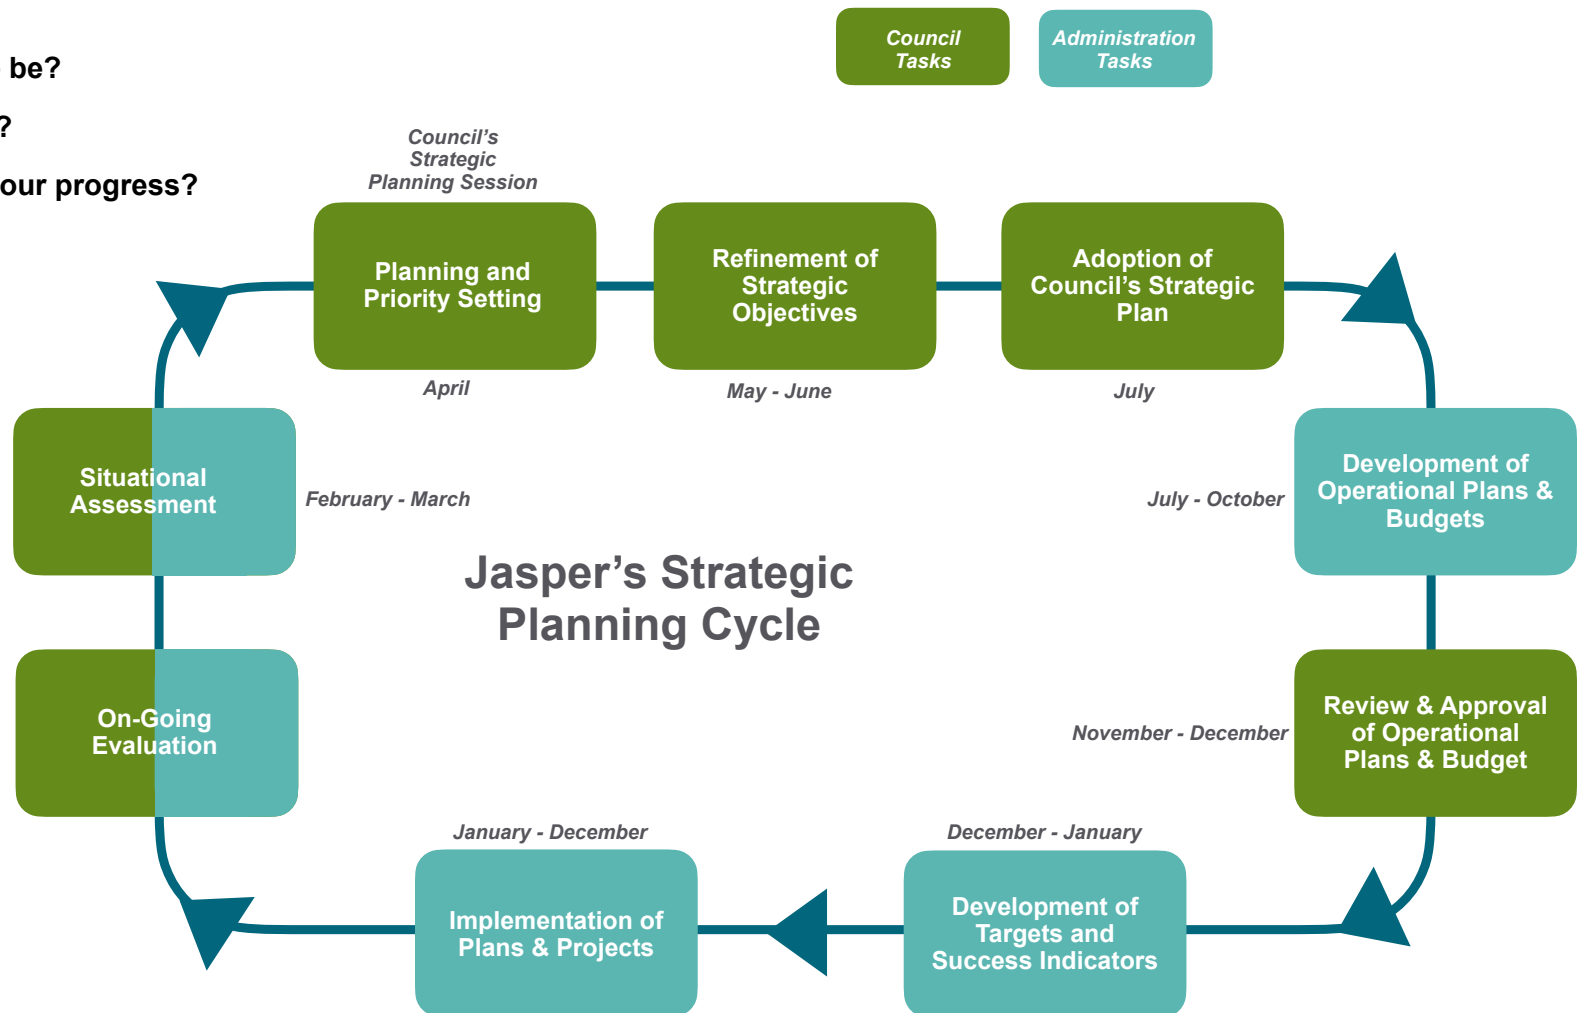 be?
?
our progress?
Council
Tasks
Administration
Tasks
Council’s
Strategic
Planning Session
Planning and
Priority Setting
April
Refinement of
Strategic
Objectives
May - June
Adoption of
Council’s Strategic
Plan
July
Situational
Assessment
February - March
July - October
Development of
Operational Plans &
Budgets
Jasper’s Strategic
Planning Cycle
On-Going
Evaluation
November - December
Review & Approval
of Operational
Plans & Budget
January - December
Implementation of
Plans & Projects
December - January
Development of
Targets and
Success Indicators